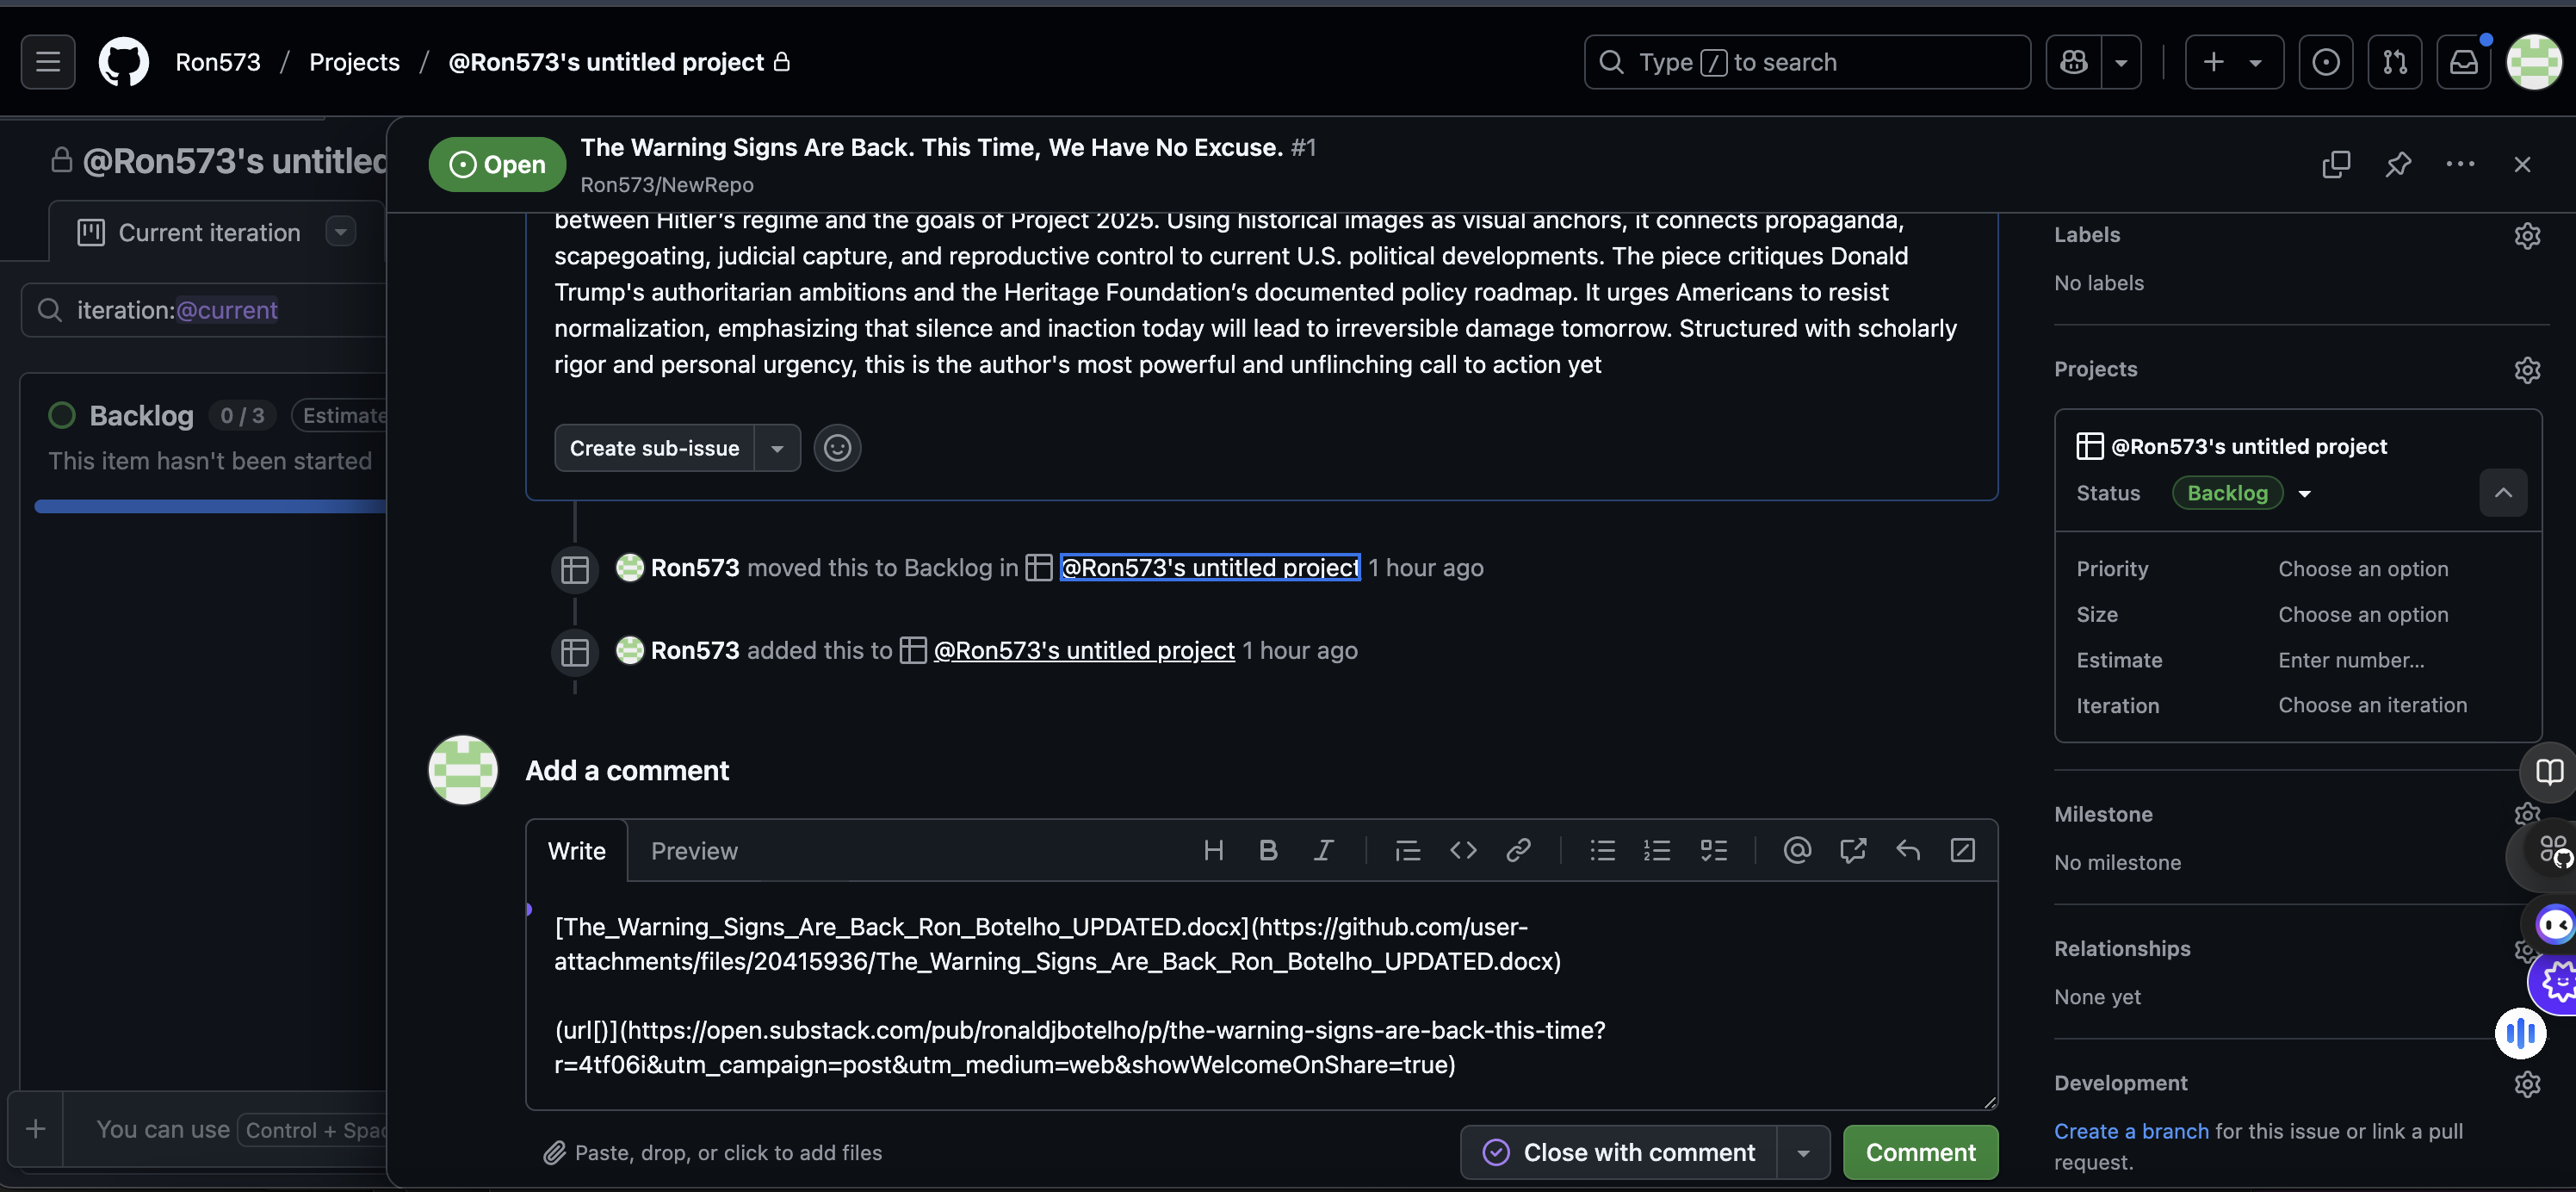 Ron573 / Projects / @Ron573's untitled project
Type / to search
@Ron573's untitled
Current iteration
iteration:@current
Backlog 0 / 3 Estimate
This item hasn't been started
You can use Control + Spac
Open
The Warning Signs Are Back. This Time, We Have No Excuse. #1
Ron573/NewRepo
between Hitler's regime and the goals of Project 2025. Using historical images as visual anchors, it connects propaganda,
scapegoating, judicial capture, and reproductive control to current U.S. political developments. The piece critiques Donald
Trump's authoritarian ambitions and the Heritage Foundation’s documented policy roadmap. It urges Americans to resist
normalization, emphasizing that silence and inaction today will lead to irreversible damage tomorrow. Structured with scholarly
rigor and personal urgency, this is the author's most powerful and unflinching call to action yet
Create sub-issue
Ron573 moved this to Backlog in @Ron573's untitled project 1 hour ago
Ron573 added this to @Ron573's untitled project 1 hour ago
Add a comment
Write Preview
[The_Warning_Signs_Are_Back_Ron_Botelho_UPDATED.docx](https://github.com/user-
attachments/files/20415936/The_Warning_Signs_Are_Back_Ron_Botelho_UPDATED.docx)
(url[)](https://open.substack.com/pub/ronaldjbotelho/p/the-warning-signs-are-back-this-time?
r=4tf06i&utm_campaign=post&utm_medium=web&showWelcomeOnShare=true)
Paste, drop, or click to add files
Close with comment
Comment
Labels
No labels
Projects
@Ron573's untitled project
Status Backlog
Priority Choose an option
Size Choose an option
Estimate Enter number...
Iteration Choose an iteration
Milestone
No milestone
Relationships
None yet
Development
Create a branch for this issue or link a pull
request.